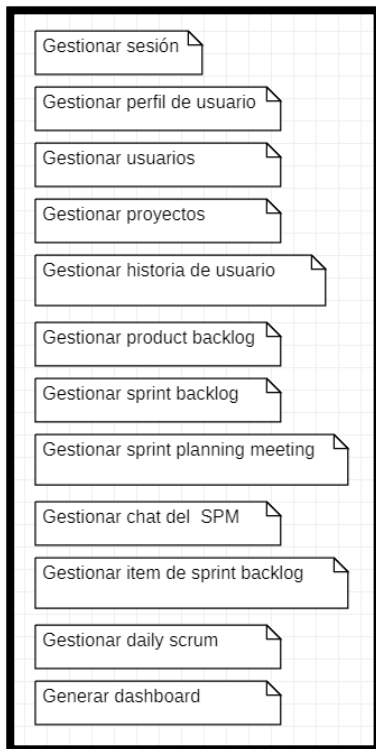 Gestionar sesión
Gestionar perfil de usuario
Gestionar usuarios
Gestionar proyectos
Gestionar historia de usuario
Gestionar product backlog
Gestionar sprint backlog
Gestionar sprint planning meeting
Gestionar chat del  SPM
Gestionar item de sprint backlog
Gestionar daily scrum
Generar dashboard